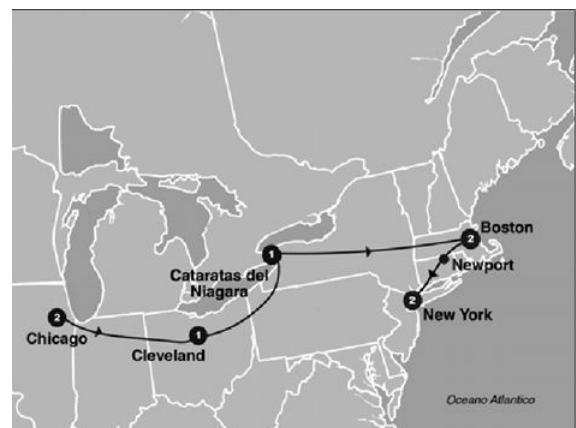 2
Boston
1
Cataratas del
Niagara
Newport
2
Chicago
2
New York
1
Cleveland
Oceano Atlantico